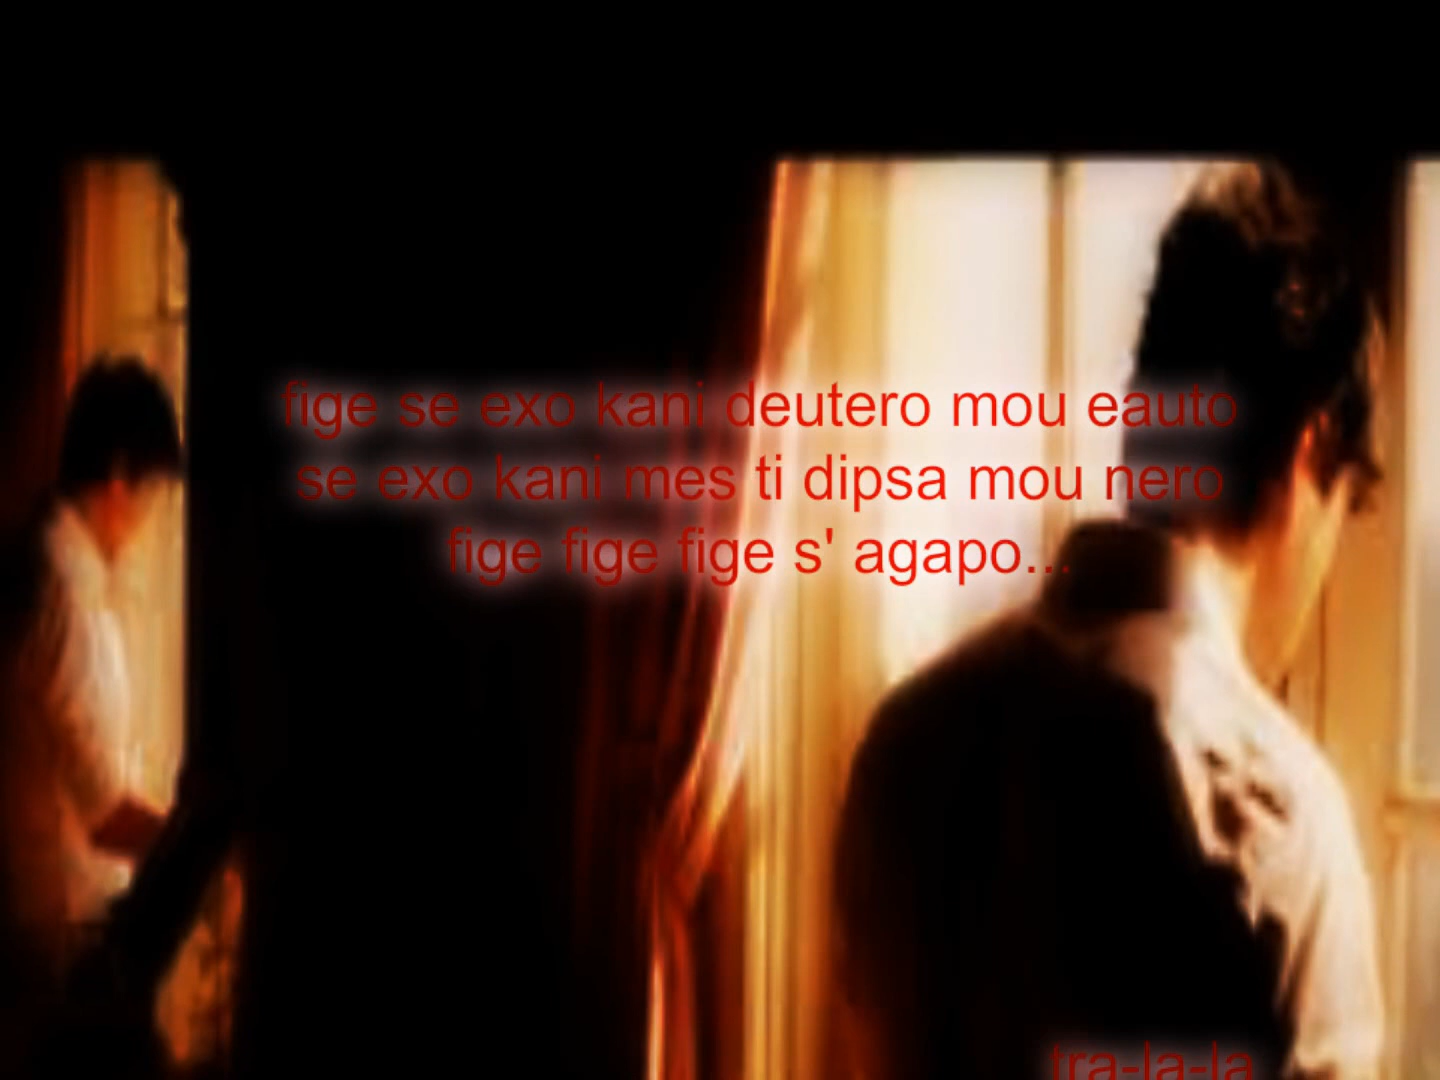 fige se exo kani deutero mou eauto
se exo kani mes ti dipsa mou nero
fige fige fige s' agapo...
tra-la-la